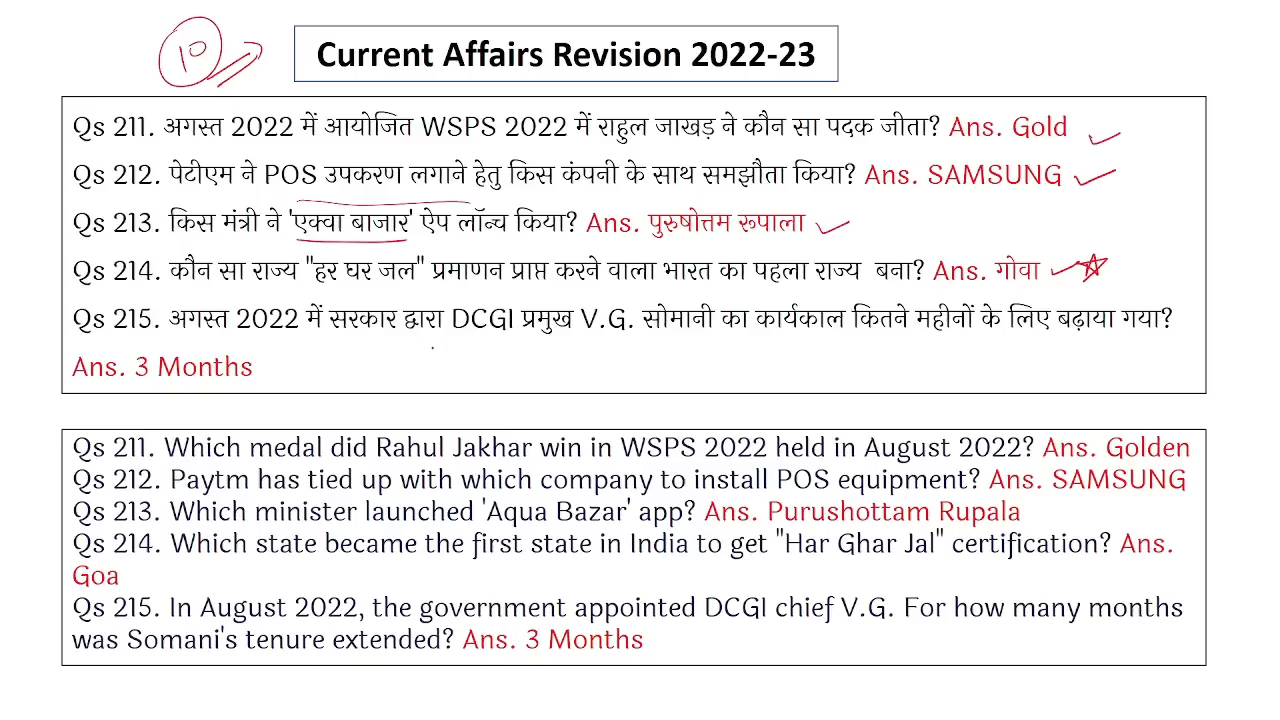 10
Current Affairs Revision 2022-23
Qs 211. अगस्त 2022 में आयोजित WSPS 2022 में राहुल जाखड़ ने कौन सा पदक जीता? Ans. Gold
Qs 212. पेटीएम ने POS उपकरण लगाने हेतु किस कंपनी के साथ समझौता किया? Ans. SAMSUNG
Qs 213. किस मंत्री ने 'एक्वा बाजार' ऐप लॉन्च किया? Ans. पुरुषोत्तम रूपाला
Qs 214. कौन सा राज्य "हर घर जल" प्रमाणन प्राप्त करने वाला भारत का पहला राज्य बना? Ans. गोवा
Qs 215. अगस्त 2022 में सरकार द्वारा DCGI प्रमुख V.G. सोमानी का कार्यकाल कितने महीनों के लिए बढ़ाया गया?
Ans. 3 Months
Qs 211. Which medal did Rahul Jakhar win in WSPS 2022 held in August 2022? Ans. Golden
Qs 212. Paytm has tied up with which company to install POS equipment? Ans. SAMSUNG
Qs 213. Which minister launched 'Aqua Bazar' app? Ans. Purushottam Rupala
Qs 214. Which state became the first state in India to get "Har Ghar Jal" certification? Ans.
Goa
Qs 215. In August 2022, the government appointed DCGI chief V.G. For how many months
was Somani's tenure extended? Ans. 3 Months